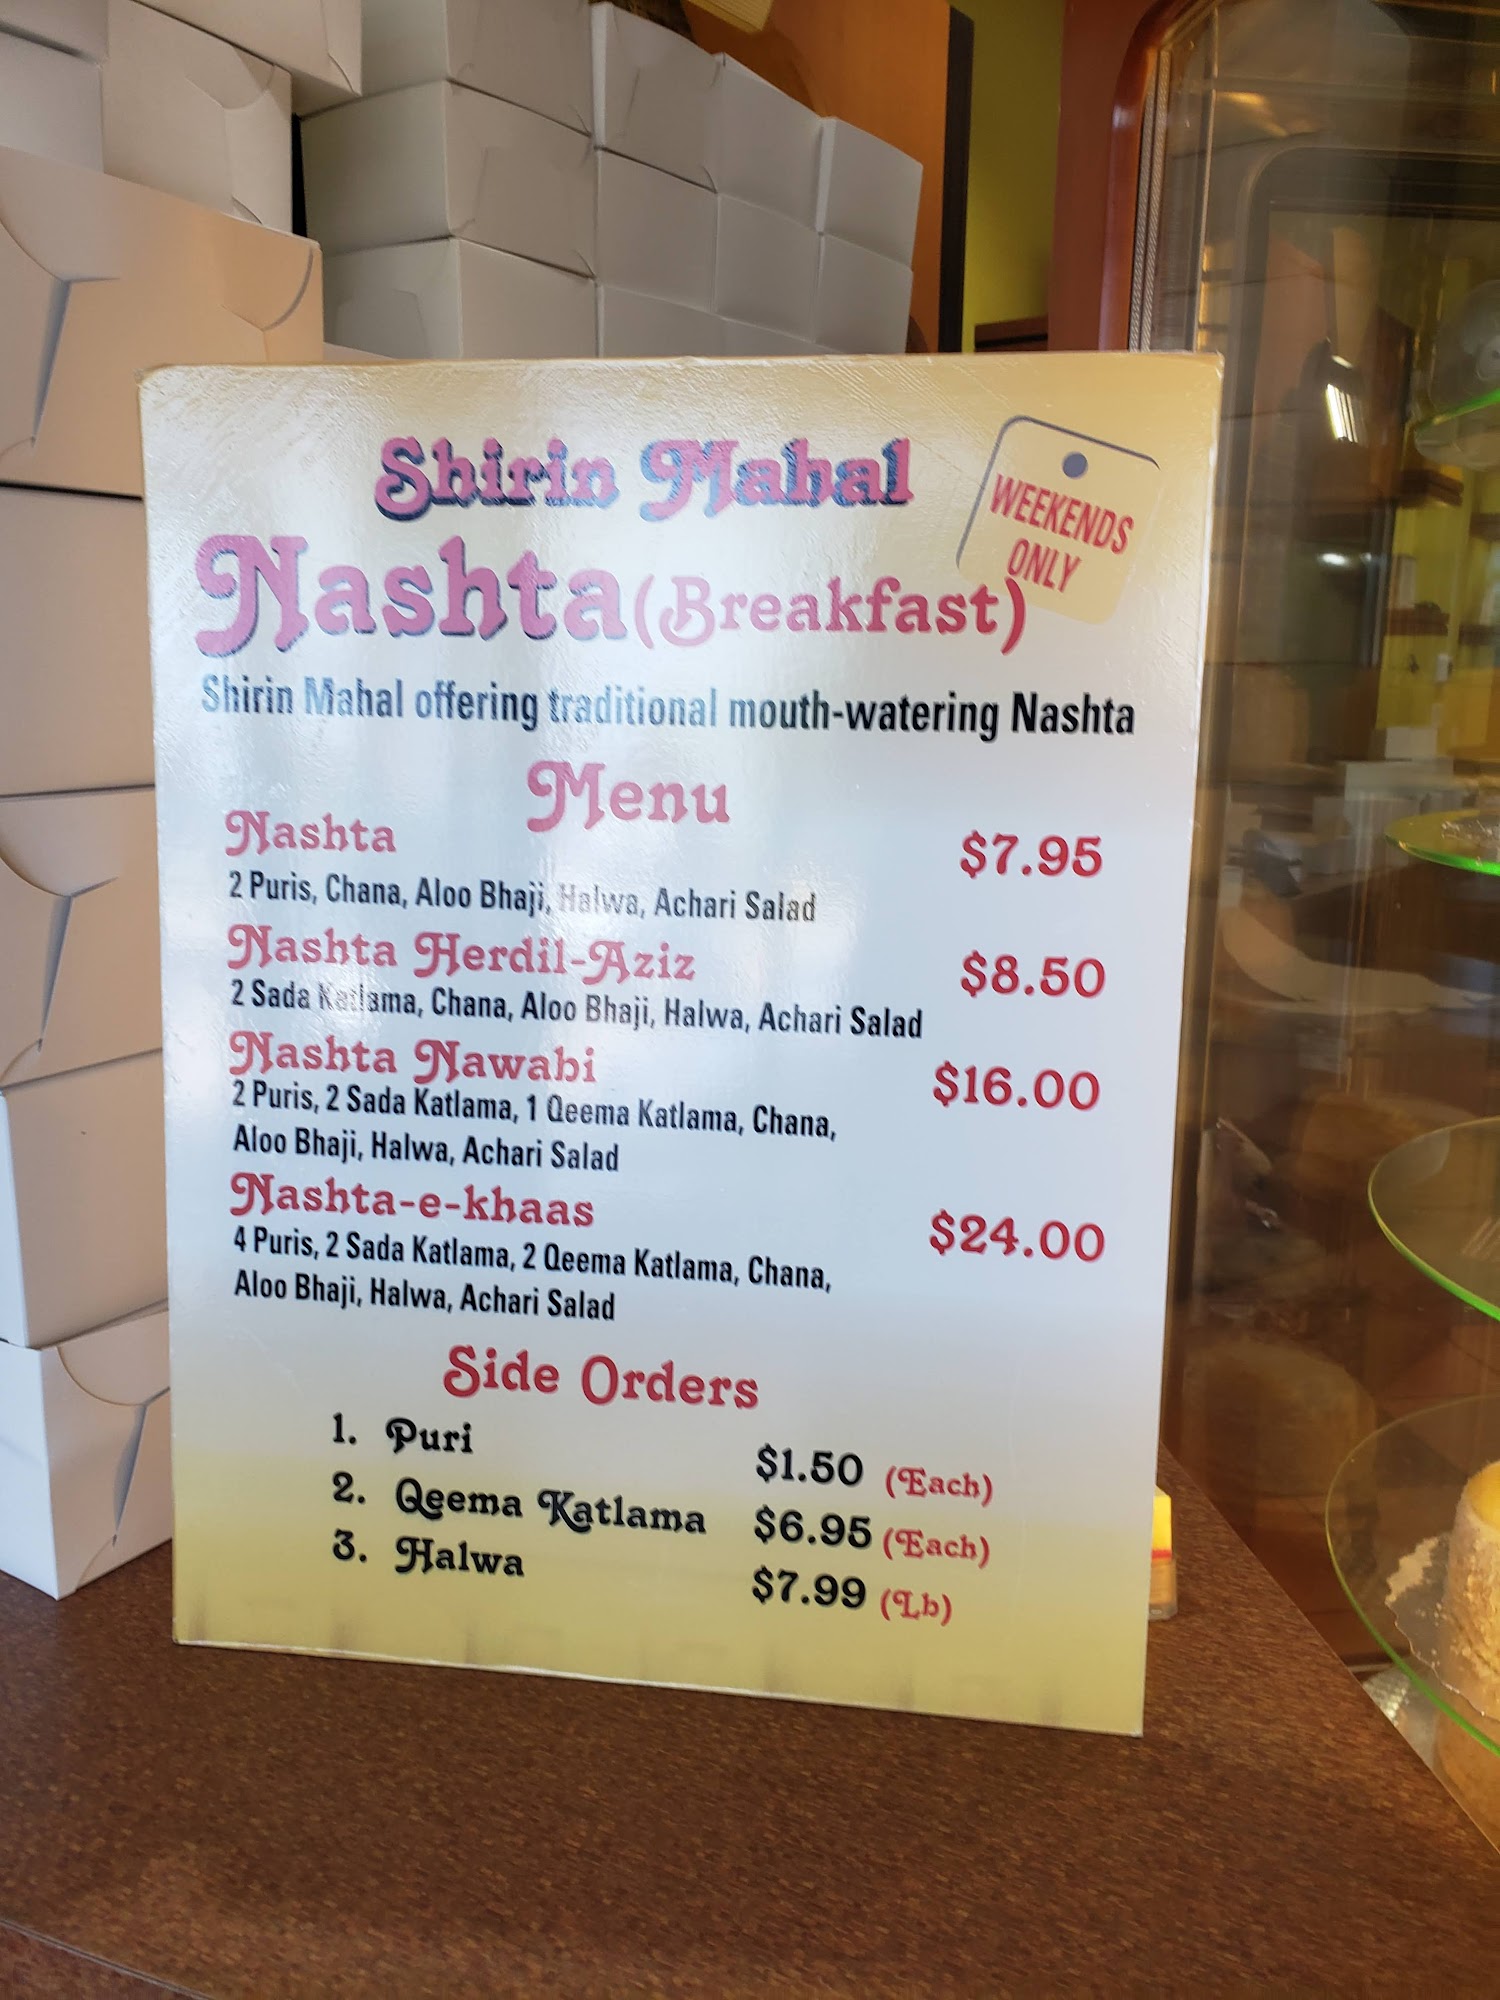 Shirin Mahal
WEEKENDS
ONLY
Nashta (Breakfast)
Shirin Mahal offering traditional mouth-watering Nashta
Menu
Nashta $7.95
2 Puris, Chana, Aloo Bhaji, Halwa, Achari Salad
Nashta Herdil-Aziz $8.50
2 Sada Katlama, Chana, Aloo Bhaji, Halwa, Achari Salad
Nashta Nawabi $16.00
2 Puris, 2 Sada Katlama, 1 Qeema Katlama, Chana,
Aloo Bhaji, Halwa, Achari Salad
Nashta-e-khaas $24.00
4 Puris, 2 Sada Katlama, 2 Qeema Katlama, Chana,
Aloo Bhaji, Halwa, Achari Salad
Side Orders
1. Puri $1.50 (Each)
2. Qeema Katlama $6.95 (Each)
3. Halwa $7.99 (Lb)